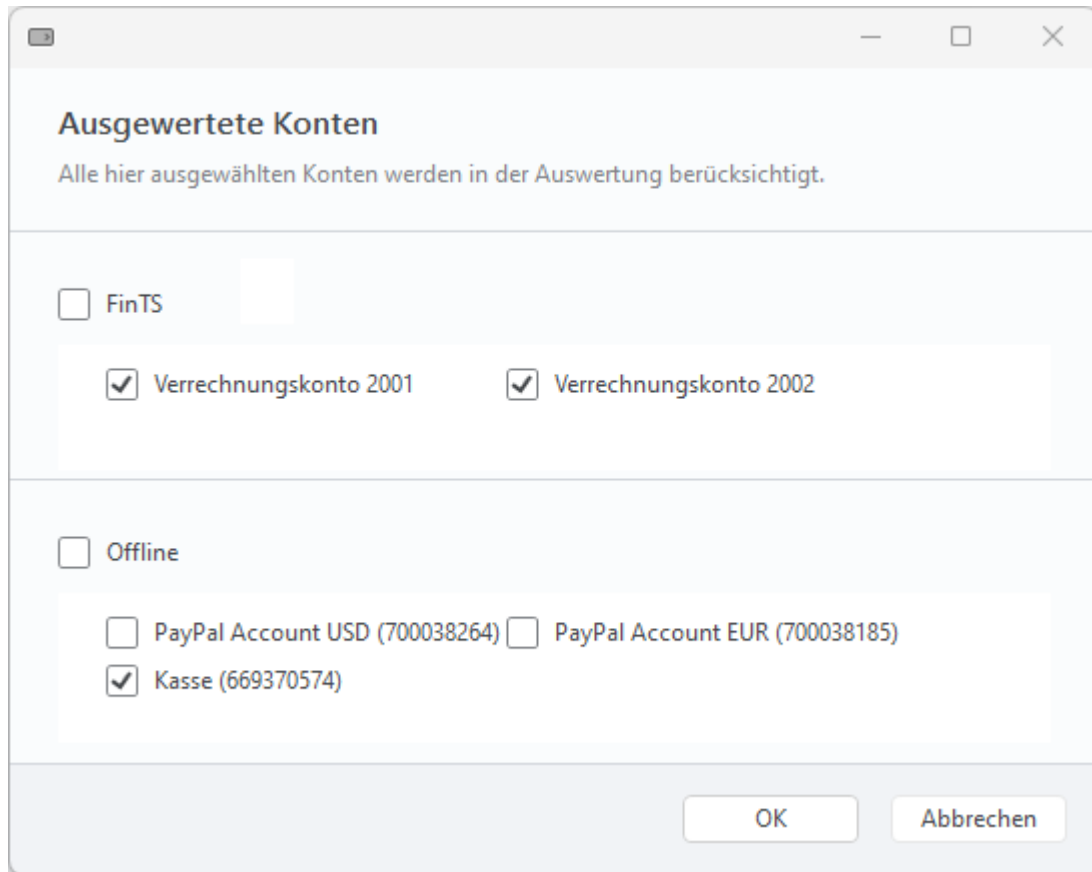 Ausgewertete Konten
Alle hier ausgewählten Konten werden in der Auswertung berücksichtigt.
FinTS
Verrechnungskonto 2001 Verrechnungskonto 2002
Offline
PayPal Account USD (700038264) PayPal Account EUR (700038185)
Kasse (669370574)
OK Abbrechen